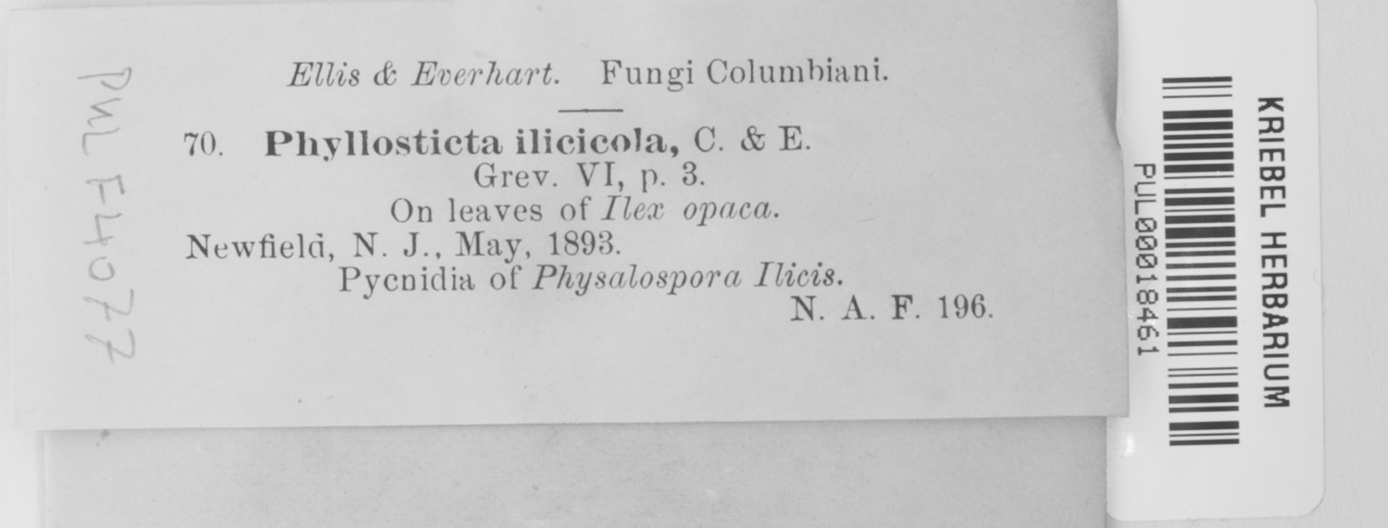 Ellis & Everhart. Fungi Columbiani.
70. Phyllosticta ilicicola, C. & E.
Grev. VI, p. 3.
On leaves of Ilex opaca.
Newfield, N. J., May, 1893.
Pycnidia of Physalospora Ilicis.
N. A. F. 196.
PUL F4077
PUL00018461
KRIEBEL HERBARIUM